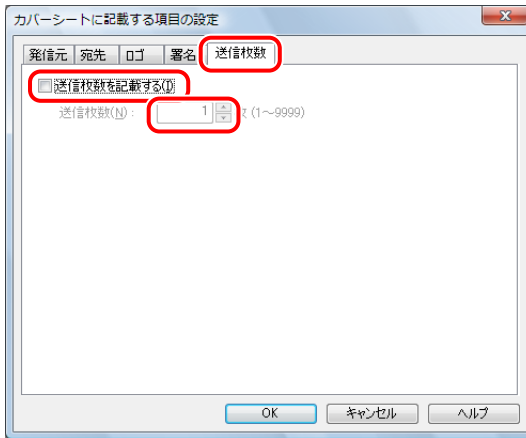 カバーシートに記載する項目の設定
発信元 宛先 ロゴ 署名 送信枚数
送信枚数を記載する(I)
送信枚数(N): 1 (1～9999)
OK キャンセル ヘルプ